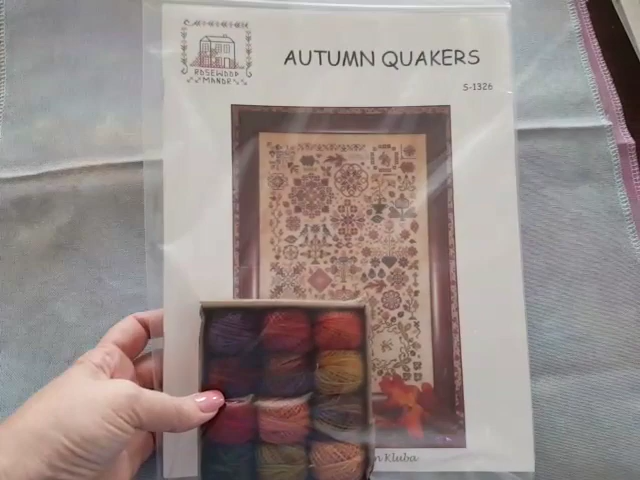 ROSEWOOD
MANOR
AUTUMN QUAKERS
S-1326
n Kluba